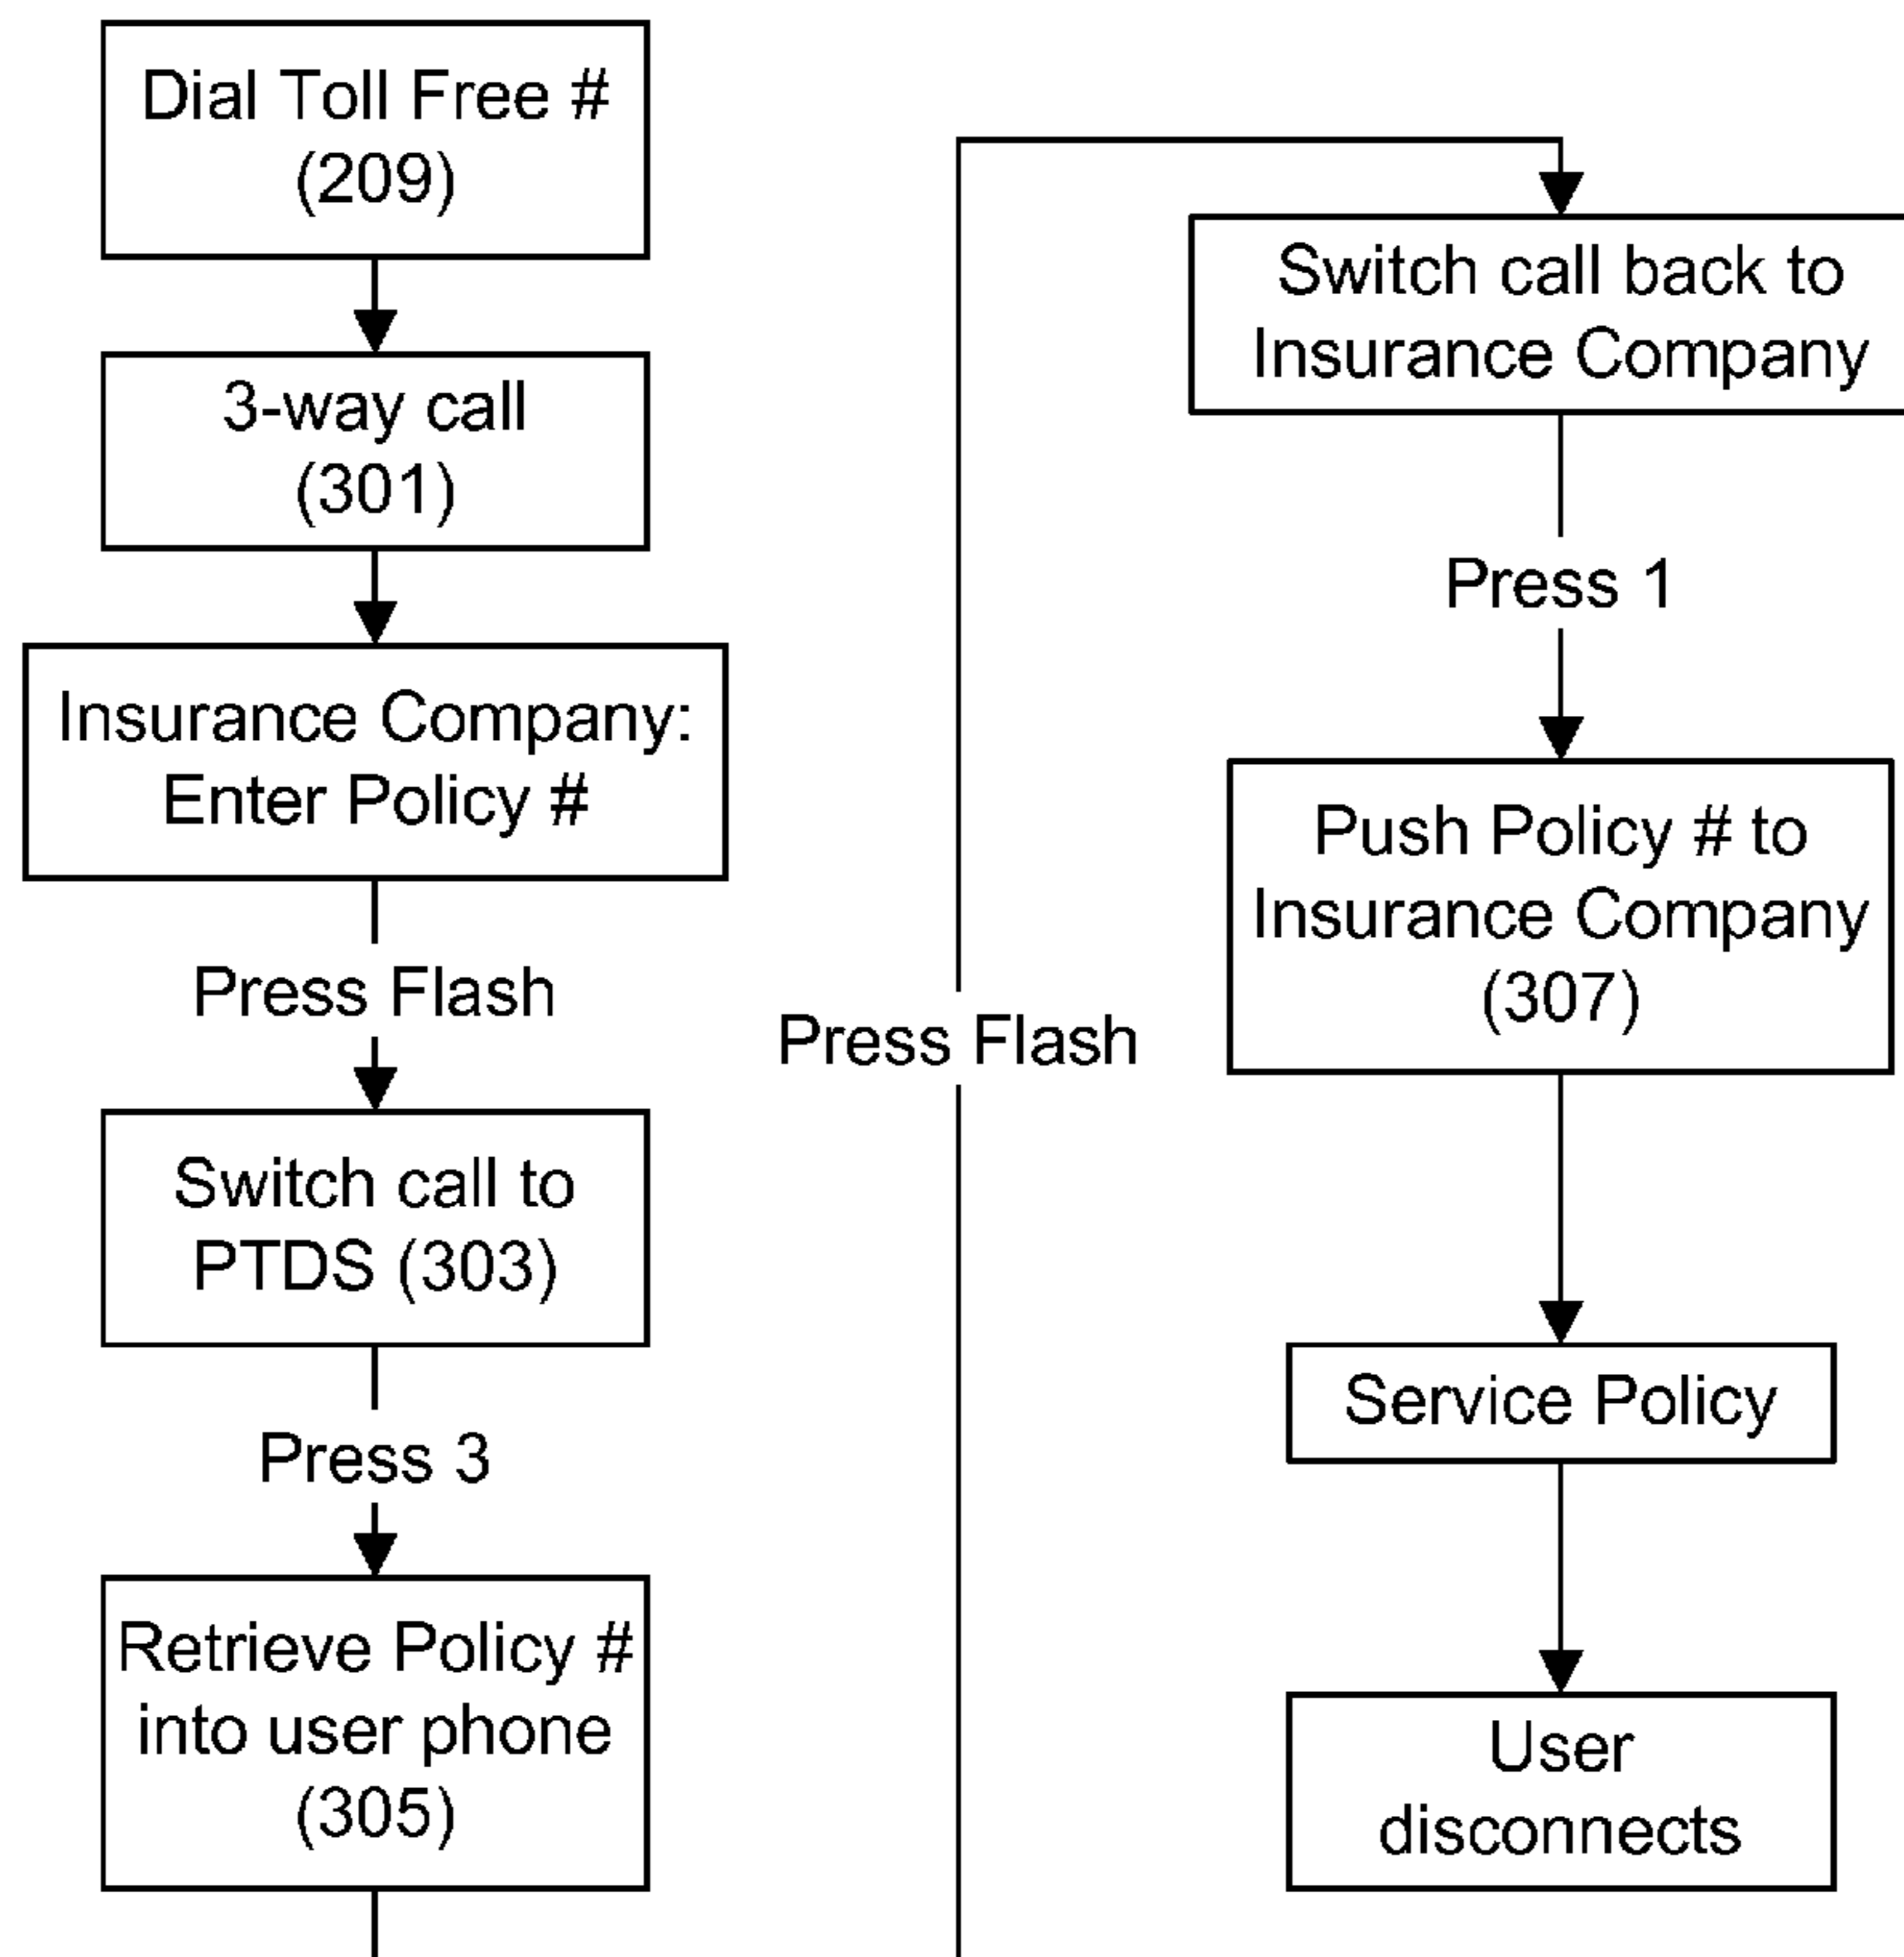 Dial Toll Free #
(209)
3-way call
(301)
Insurance Company:
Enter Policy #
Press Flash
Switch call to
PTDS (303)
Press 3
Retrieve Policy #
into user phone
(305)
Press Flash
Switch call back to
Insurance Company
Press 1
Push Policy # to
Insurance Company
(307)
Service Policy
User
disconnects